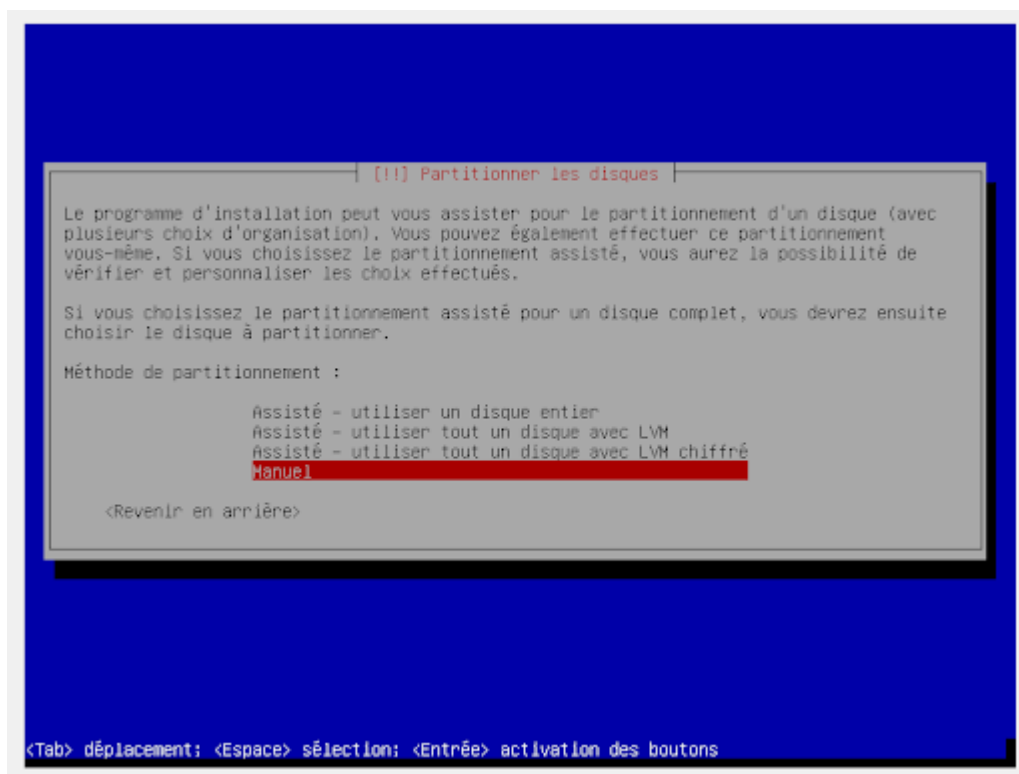 [!!] Partitionner les disques
Le programme d'installation peut vous assister pour le partitionnement d'un disque (avec
plusieurs choix d'organisation). Vous pouvez également effectuer ce partitionnement
vous-même. Si vous choisissez le partitionnement assisté, vous aurez la possibilité de
vérifier et personnaliser les choix effectués.
Si vous choisissez le partitionnement assisté pour un disque complet, vous devrez ensuite
choisir le disque à partitionner.
Méthode de partitionnement :
Assisté - utiliser un disque entier
Assisté - utiliser tout un disque avec LVM
Assisté - utiliser tout un disque avec LVM chiffré
Manuel
<Revenir en arrière>
<Tab> déplacement; <Espace> sélection; <Entrée> activation des boutons